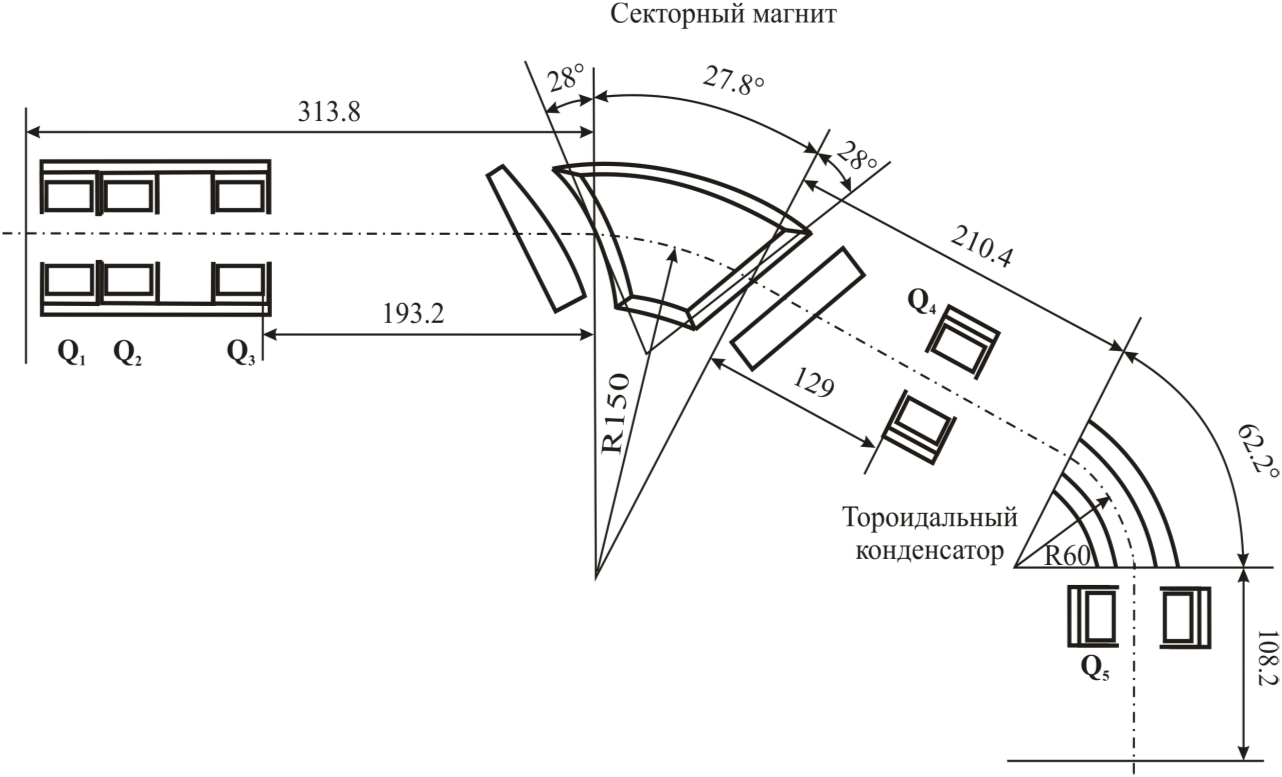 Секторный магнит
28°
27.8°
313.8
28°
210.4
193.2
Q₁
Q₂
Q₃
Q₄
R150
129
62.2°
Тороидальный
конденсатор
R60
Q₅
108.2